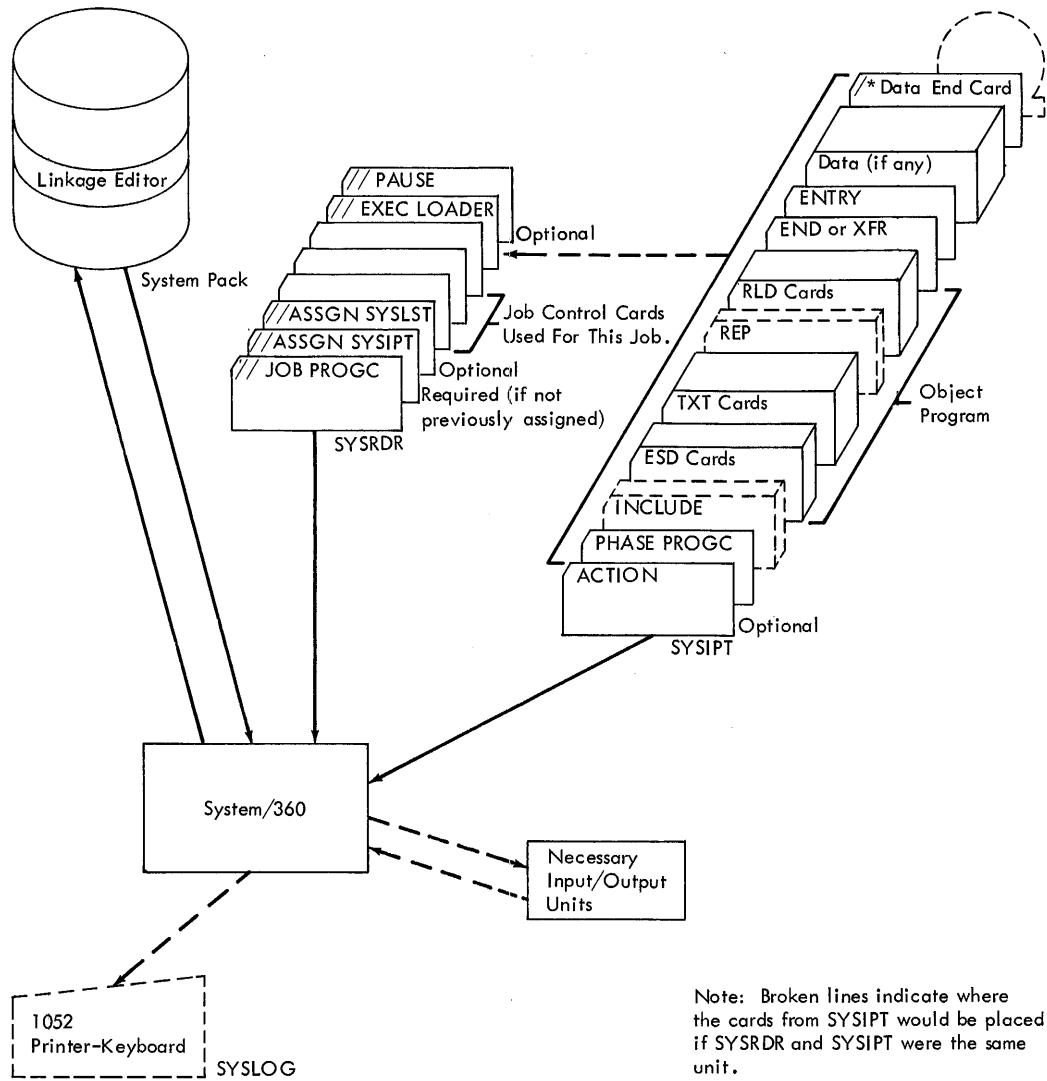 Linkage Editor
System Pack
// PAUSE
// EXEC LOADER
Optional
// ASSGN SYSLST
// ASSGN SYSIPT
// JOB PROGC
Job Control Cards
Used For This Job.
Optional
Required (if not
previously assigned)
SYSRDR
/* Data End Card
Data (if any)
ENTRY
END or XFR
RLD Cards
REP
TXT Cards
ESD Cards
INCLUDE
PHASE PROGC
ACTION
Object
Program
Optional
SYSIPT
System/360
Necessary
Input/Output
Units
1052
Printer-Keyboard
SYSLOG
Note: Broken lines indicate where
the cards from SYSIPT would be placed
if SYSRDR and SYSIPT were the same
unit.